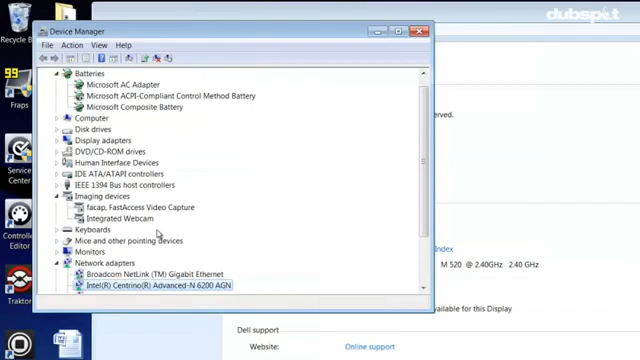 dubspot
Recycle B
Device Manager
File Action View Help
Batteries
Microsoft AC Adapter
Microsoft ACPI-Compliant Control Method Battery
Microsoft Composite Battery
Computer
Disk drives
Display adapters
DVD/CD-ROM drives
Human Interface Devices
IDE ATA/ATAPI controllers
IEEE 1394 Bus host controllers
Imaging devices
facap, FastAccess Video Capture
Integrated Webcam
Keyboards
Mice and other pointing devices
Monitors
Network adapters
Broadcom NetLink (TM) Gigabit Ethernet
Intel(R) Centrino(R) Advanced-N 6200 AGN
99
Fraps
Service
Center
Controller
Editor
Traktor
erved.
Index
M 520 @ 2.40GHz 2.40 GHz
available for this Display
Dell support
Website: Online support